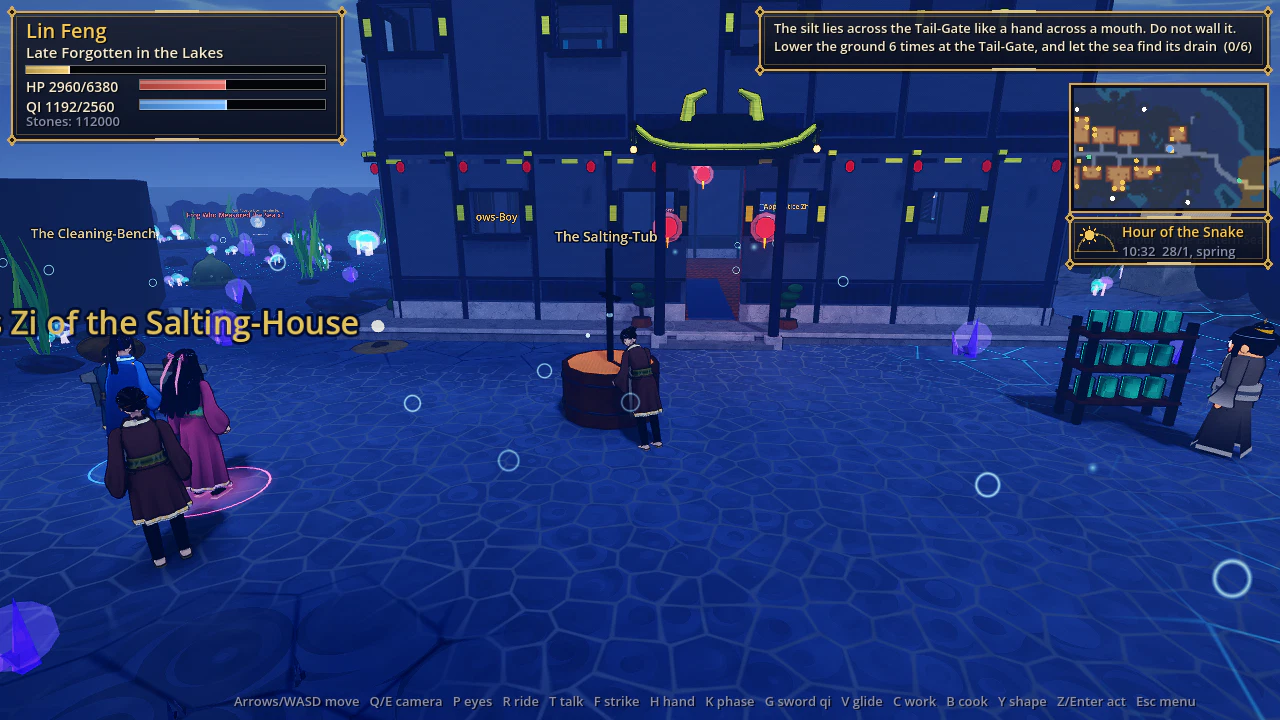 Lin Feng
Late Forgotten in the Lakes
HP 2960/6380
QI 1192/2560
Stones: 112000
The silt lies across the Tail-Gate like a hand across a mouth. Do not wall it.
Lower the ground 6 times at the Tail-Gate, and let the sea find its drain (0/6)
Hour of the Snake
10:32 28/1, spring
ows-Boy
The Cleaning-Bench
The Salting-Tub
Zi of the Salting-House
Arrows/WASD move Q/E camera P eyes R ride T talk F strike H hand K phase G sword qi V glide C work B cook Y shape Z/Enter act Esc menu